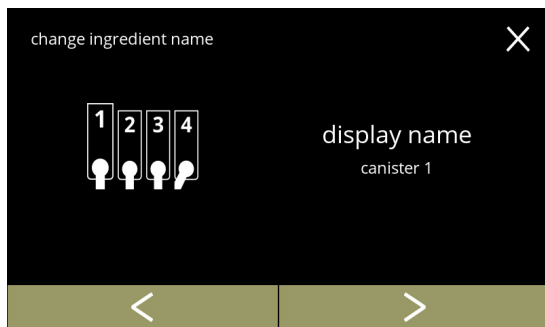 change ingredient name
1 2 3 4
display name
canister 1